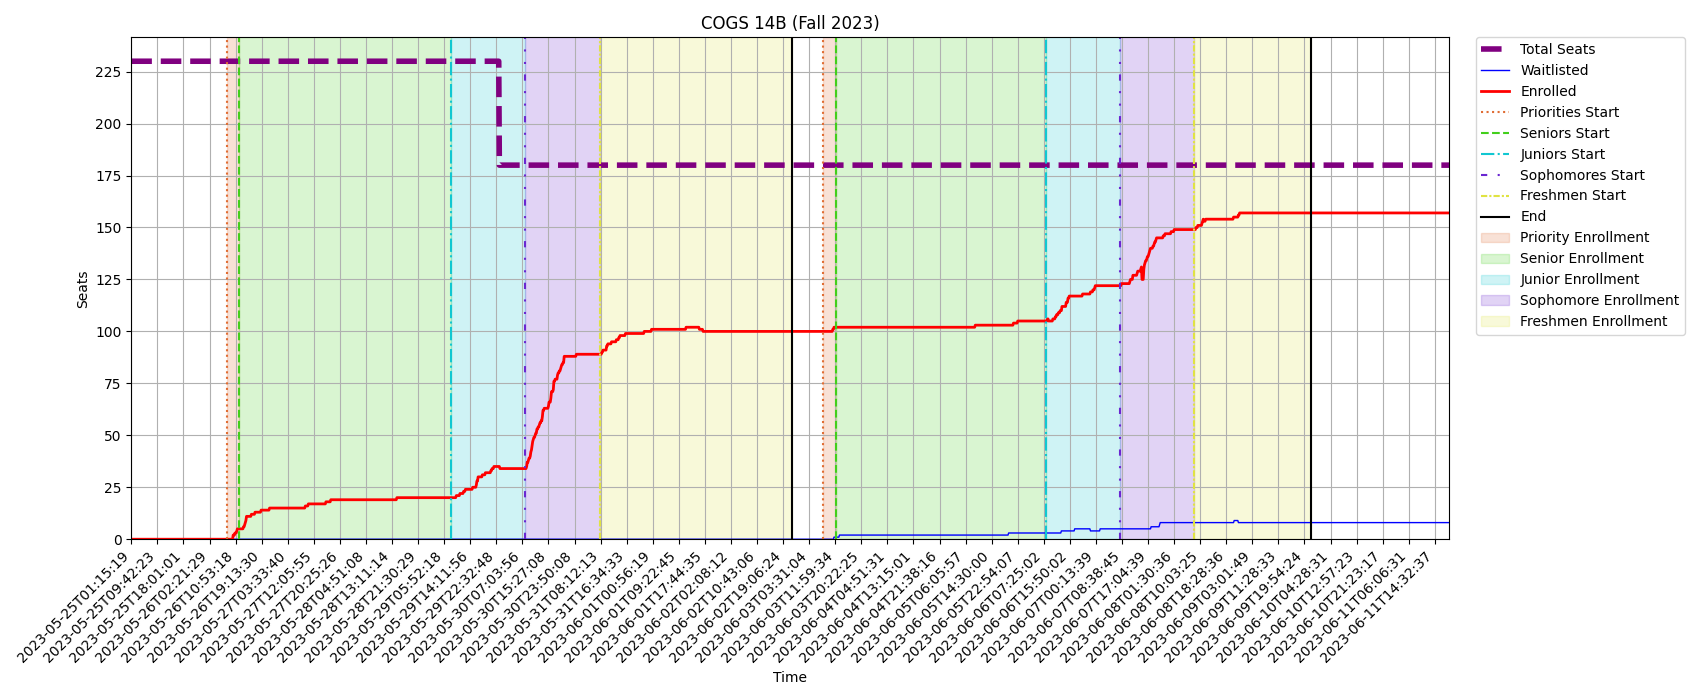 COGS 14B (Fall 2023)
Seats
225
200
175
150
125
100
75
50
25
0
2023-05-25T01:15:19
2023-05-25T09:42:23
2023-05-25T18:01:01
2023-05-26T02:21:29
2023-05-26T10:53:18
2023-05-26T19:13:30
2023-05-27T03:33:40
2023-05-27T12:05:55
2023-05-27T20:25:26
2023-05-28T04:51:08
2023-05-28T13:11:14
2023-05-28T21:30:29
2023-05-29T05:52:18
2023-05-29T14:11:56
2023-05-29T22:32:48
2023-05-30T07:03:56
2023-05-30T15:27:08
2023-05-30T23:50:08
2023-05-31T08:12:13
2023-05-31T16:34:33
2023-06-01T00:56:19
2023-06-01T09:22:45
2023-06-01T17:44:35
2023-06-02T02:08:12
2023-06-02T10:43:06
2023-06-02T19:06:24
2023-06-03T03:31:04
2023-06-03T11:59:34
2023-06-03T20:22:25
2023-06-04T04:51:31
2023-06-04T13:15:01
2023-06-04T21:38:16
2023-06-05T06:05:57
2023-06-05T14:30:00
2023-06-05T22:54:07
2023-06-06T07:25:02
2023-06-06T15:50:02
2023-06-07T00:13:39
2023-06-07T08:38:45
2023-06-07T17:04:39
2023-06-08T01:30:36
2023-06-08T10:03:25
2023-06-08T18:28:36
2023-06-09T03:01:49
2023-06-09T11:28:33
2023-06-09T19:54:24
2023-06-10T04:28:31
2023-06-10T12:57:23
2023-06-10T21:23:17
2023-06-11T06:06:31
2023-06-11T14:32:37
Time
Total Seats
Waitlisted
Enrolled
Priorities Start
Seniors Start
Juniors Start
Sophomores Start
Freshmen Start
End
Priority Enrollment
Senior Enrollment
Junior Enrollment
Sophomore Enrollment
Freshmen Enrollment